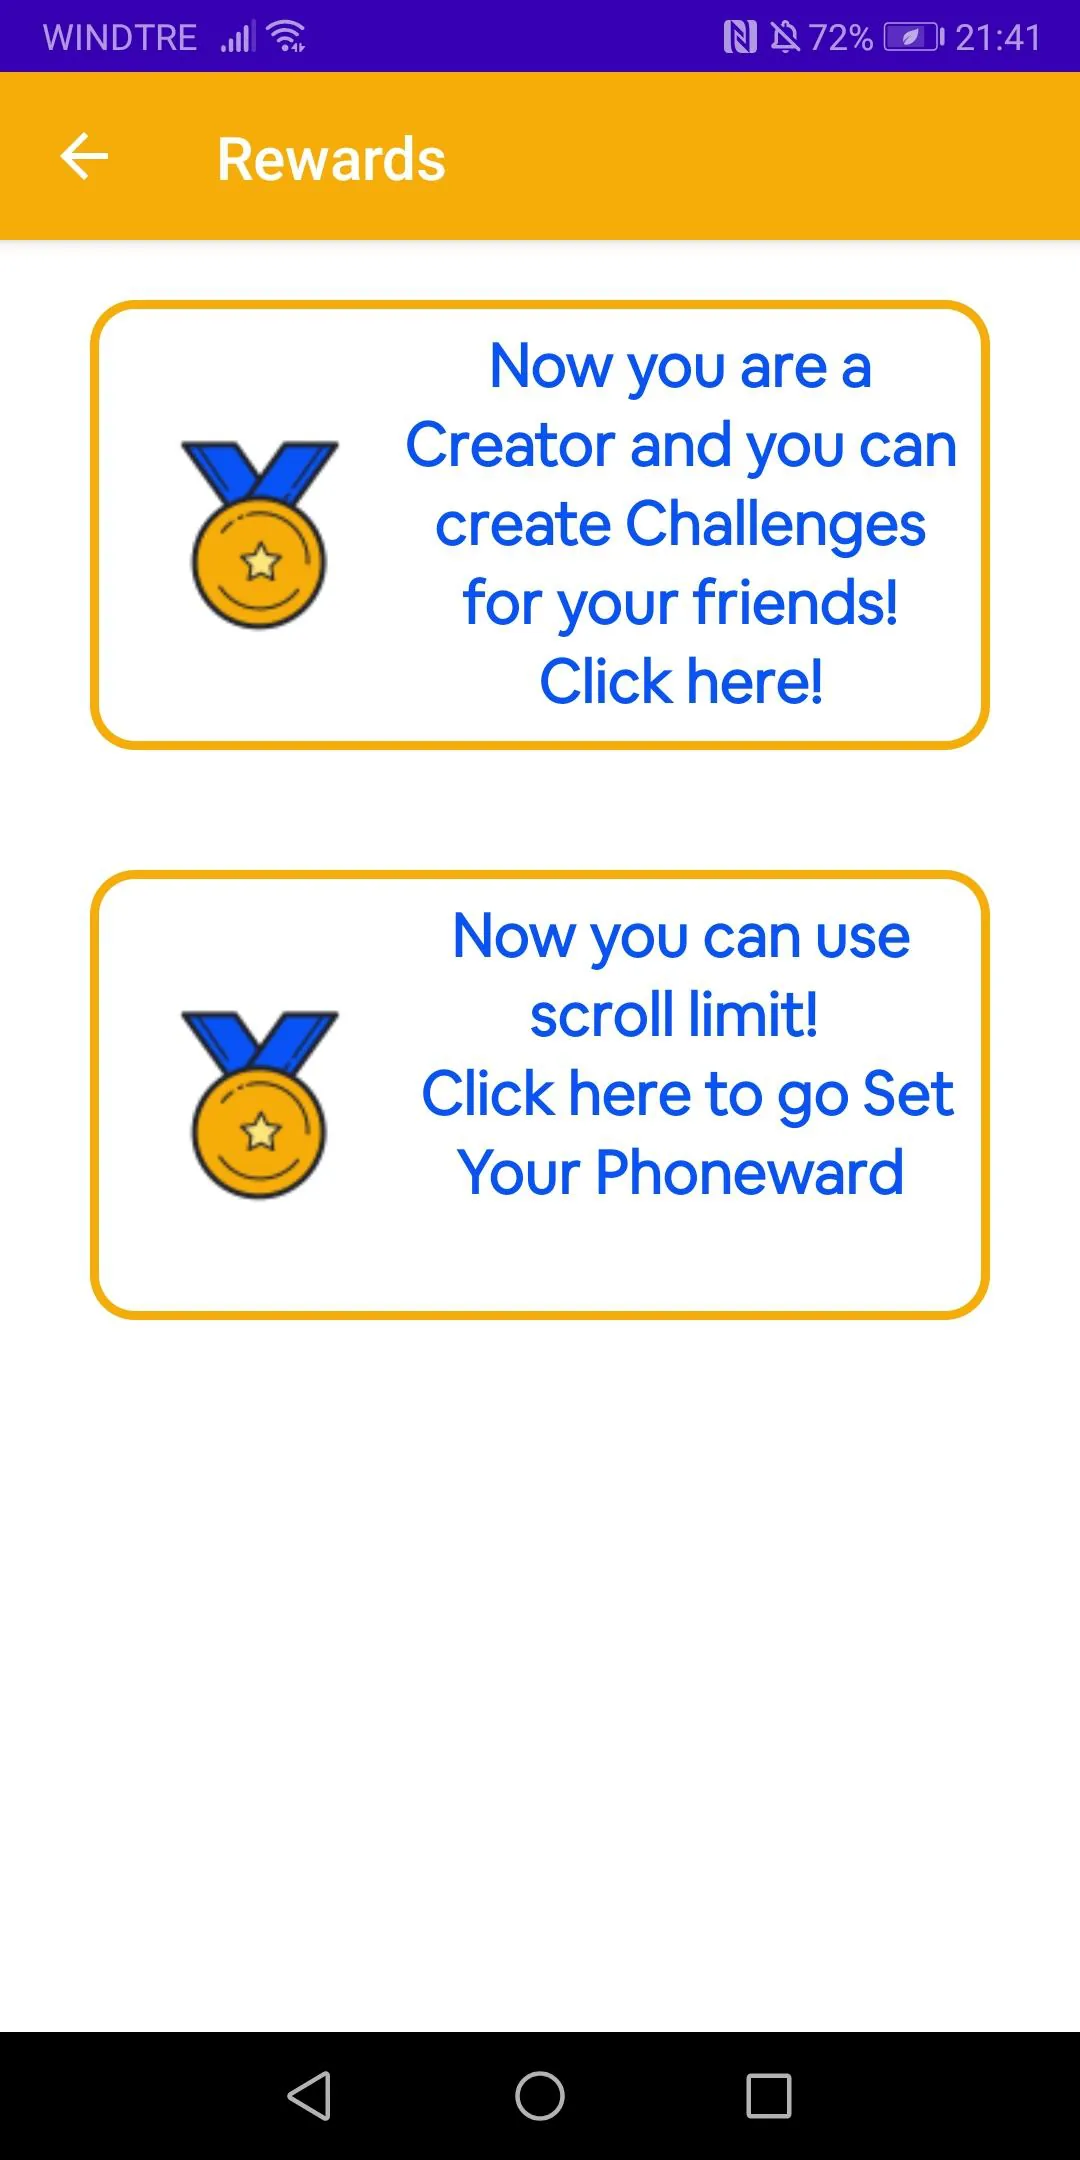 WINDTRE 72% 21:41
Rewards
Now you are a
Creator and you can
create Challenges
for your friends!
Click here!
Now you can use
scroll limit!
Click here to go Set
Your Phoneward